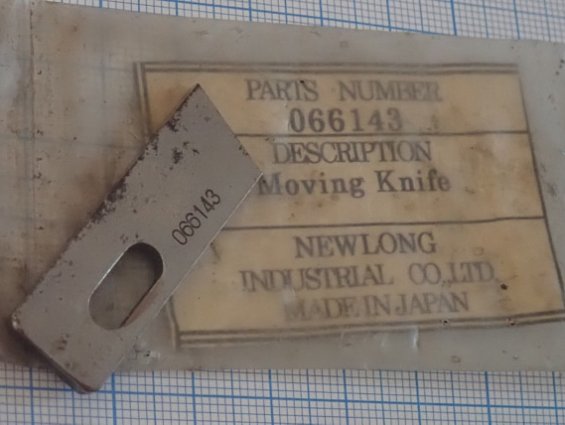 PARTS NUMBER
066143
DESCRIPTION
Moving Knife
NEWLONG
INDUSTRIAL CO.,LTD.
MADE IN JAPAN
066143